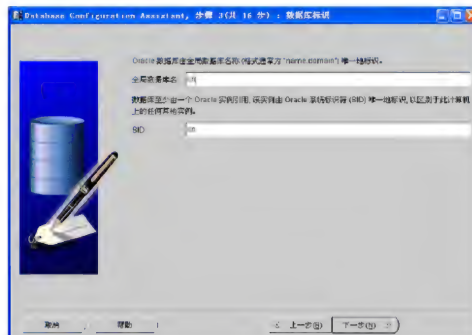 Database Configuration Assistant, 步骤 3(共 16 步) : 数据库标识
Oracle 数据库由全局数据库名称 (格式通常为 "name.domain") 唯一地标识。
全局数据库名:
数据库至少由一个 Oracle 实例引用, 该实例由 Oracle 系统标识符 (SID) 唯一地标识, 以区别于此计算机
上的任何其他实例。
SID
取消
帮助
上一步(B)
下一步(N)